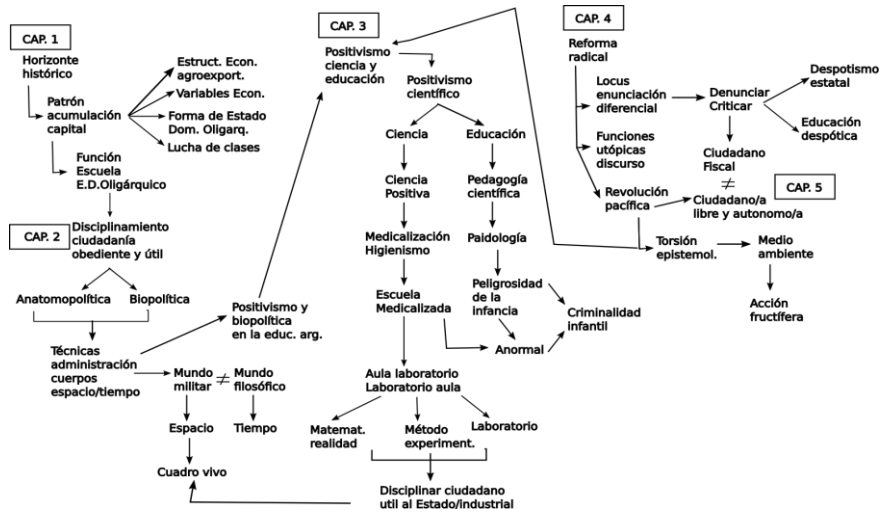 CAP. 1
Horizonte
histórico
Patrón
acumulación
capital
Estruct. Econ.
agroexport.
Variables Econ.
Forma de Estado
Dom. Oligarq.
Lucha de clases
Función
Escuela
E.D.Oligárquico
CAP. 2
Disciplinamiento
ciudadanía
obediente y útil
Anatomopolítica
Biopolítica
Técnicas
administración
cuerpos
espacio/tiempo
Positivismo y
biopolítica
en la educ. arg.
Mundo
militar
≠
Mundo
filosófico
Espacio
Tiempo
Cuadro vivo
CAP. 3
Positivismo
ciencia y
educación
Positivismo
científico
Ciencia
Educación
Ciencia
Positiva
Pedagogía
científica
Medicalización
Higienismo
Paidología
Escuela
Medicalizada
Peligrosidad
de la
infancia
Criminalidad
infantil
Anormal
Aula laboratorio
Laboratorio aula
Matemat.
realidad
Método
experiment.
Laboratorio
Disciplinar ciudadano
util al Estado/industrial
CAP. 4
Reforma
radical
Locus
enunciación
diferencial
Denunciar
Criticar
Despotismo
estatal
Educación
despótica
Funciones
utópicas
discurso
Ciudadano
Fiscal
≠
CAP. 5
Revolución
pacífica
Ciudadano/a
libre y autonomo/a
Torsión
epistemol.
Medio
ambiente
Acción
fructífera